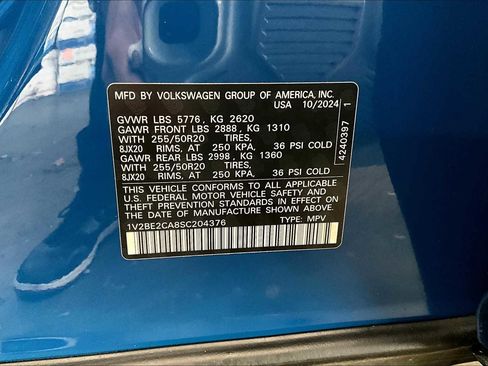 MFD BY VOLKSWAGEN GROUP OF AMERICA, INC.
USA 10/2024
GVWR LBS 5776, KG 2620
GAWR FRONT LBS 2888, KG 1310
WITH 255/50R20 TIRES,
8JX20 RIMS, AT 250 KPA, 36 PSI COLD
GAWR REAR LBS 2998, KG 1360
WITH 255/50R20 TIRES,
8JX20 RIMS, AT 250 KPA, 36 PSI COLD
THIS VEHICLE CONFORMS TO ALL APPLICABLE
U.S. FEDERAL MOTOR VEHICLE SAFETY AND
THEFT PREVENTION STANDARDS IN EFFECT ON
THE DATE OF MANUFACTURE SHOWN ABOVE.
1V2BE2CA8SC204376 TYPE: MPV
4240397 1